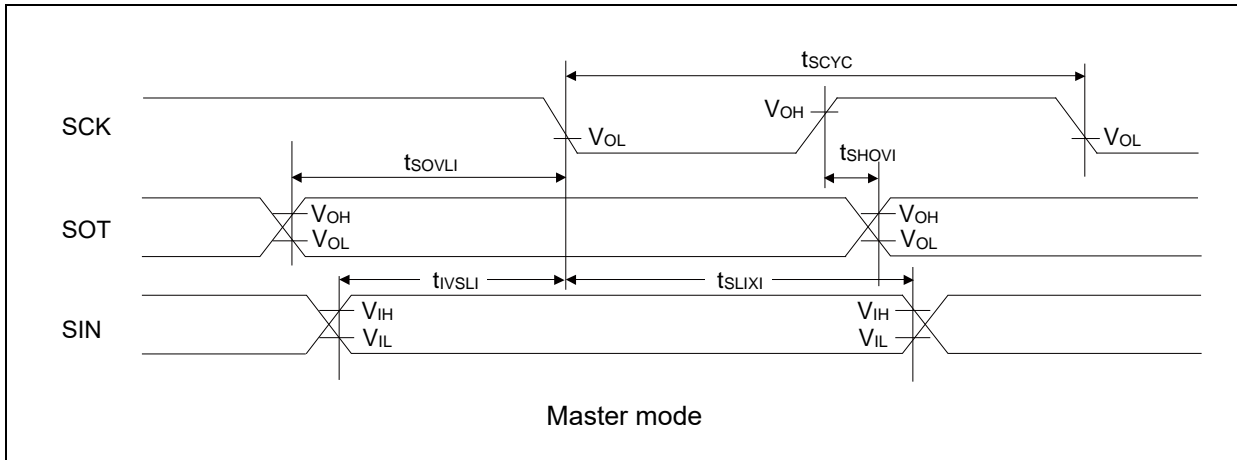 tSCYC
SCK
VOH
VOL
VOL
tSHOVI
tSOVLI
SOT
VOH
VOL
VOH
VOL
tIVSLI
tSLIXI
SIN
VIH
VIL
VIH
VIL
Master mode